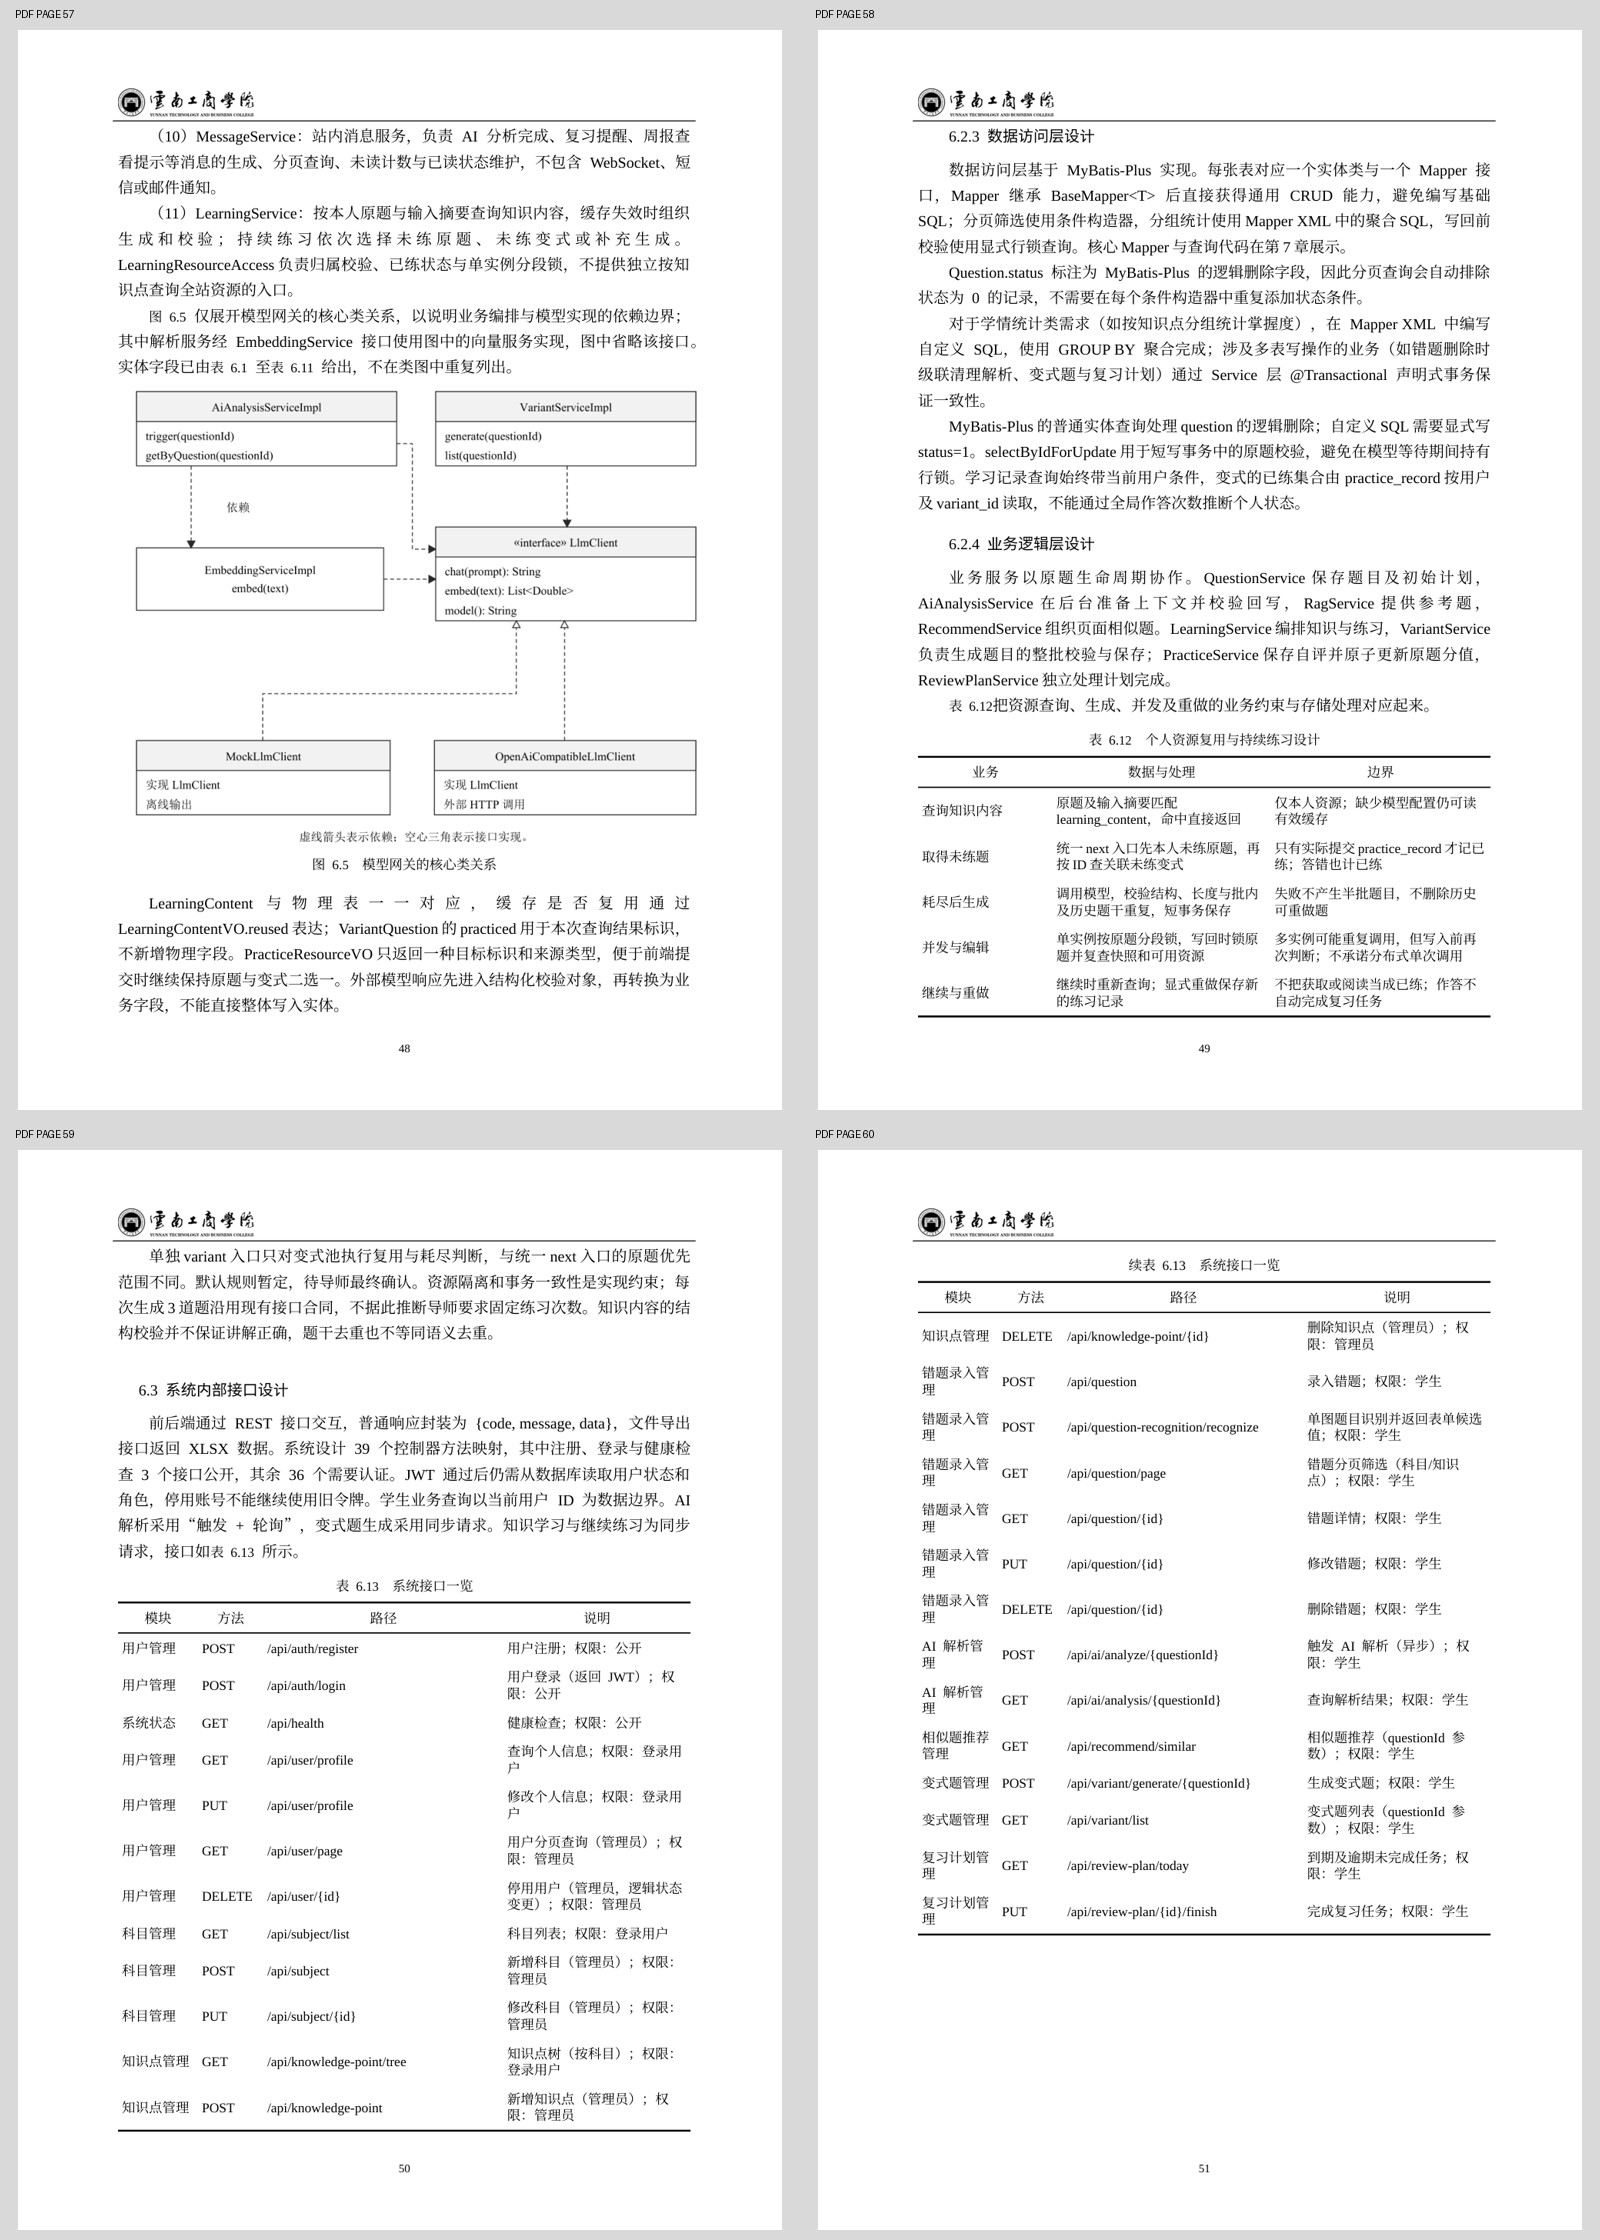 PDF PAGE 57
雲南工商學院
YUNNAN TECHNOLOGY AND BUSINESS COLLEGE
（10）MessageService：站内消息服务，负责 AI 分析完成、复习提醒、周报查
看提示等消息的生成、分页查询、未读计数与已读状态维护，不包含 WebSocket、短
信或邮件通知。
（11）LearningService：按本人原题与输入摘要查询知识内容，缓存失效时组织
生成和校验；持续练习依次选择未练原题、未练变式或补充生成。
LearningResourceAccess 负责归属校验、已练状态与单实例分段锁，不提供独立按知
识点查询全站资源的入口。
图 6.5 仅展开模型网关的核心类关系，以说明业务编排与模型实现的依赖边界；
其中解析服务经 EmbeddingService 接口使用图中的向量服务实现，图中省略该接口。
实体字段已由表 6.1 至表 6.11 给出，不在类图中重复列出。
AiAnalysisServiceImpl
trigger(questionId)
getByQuestion(questionId)
VariantServiceImpl
generate(questionId)
list(questionId)
依赖
EmbeddingServiceImpl
embed(text)
«interface» LlmClient
chat(prompt): String
embed(text): List<Double>
model(): String
MockLlmClient
实现 LlmClient
离线输出
OpenAiCompatibleLlmClient
实现 LlmClient
外部 HTTP 调用
虚线箭头表示依赖；空心三角表示接口实现。
图 6.5 模型网关的核心类关系
LearningContent 与物理表一一对应，缓存是否复用通过
LearningContentVO.reused 表达；VariantQuestion 的 practiced 用于本次查询结果标识，
不新增物理字段。PracticeResourceVO 只返回一种目标标识和来源类型，便于前端提
交时继续保持原题与变式二选一。外部模型响应先进入结构化校验对象，再转换为业
务字段，不能直接整体写入实体。
48
PDF PAGE 58
雲南工商學院
YUNNAN TECHNOLOGY AND BUSINESS COLLEGE
6.2.3 数据访问层设计
数据访问层基于 MyBatis-Plus 实现。每张表对应一个实体类与一个 Mapper 接
口，Mapper 继承 BaseMapper<T> 后直接获得通用 CRUD 能力，避免编写基础
SQL；分页筛选使用条件构造器，分组统计使用 Mapper XML 中的聚合 SQL，写回前
校验使用显式行锁查询。核心 Mapper 与查询代码在第 7 章展示。
Question.status 标注为 MyBatis-Plus 的逻辑删除字段，因此分页查询会自动排除
状态为 0 的记录，不需要在每个条件构造器中重复添加状态条件。
对于学情统计类需求（如按知识点分组统计掌握度），在 Mapper XML 中编写
自定义 SQL，使用 GROUP BY 聚合完成；涉及多表写操作的业务（如错题删除时
级联清理解析、变式题与复习计划）通过 Service 层 @Transactional 声明式事务保
证一致性。
MyBatis-Plus 的普通实体查询处理 question 的逻辑删除；自定义 SQL 需要显式写
status=1。selectByIdForUpdate 用于短写事务中的原题校验，避免在模型等待期间持有
行锁。学习记录查询始终带当前用户条件，变式的已练集合由 practice_record 按用户
及 variant_id 读取，不能通过全局作答次数推断个人状态。
6.2.4 业务逻辑层设计
业务服务以原题生命周期协作。QuestionService 保存题目及初始计划，
AiAnalysisService 在后台准备上下文并校验回写，RagService 提供参考题，
RecommendService 组织页面相似题。LearningService 编排知识与练习，VariantService
负责生成题目的整批校验与保存；PracticeService 保存自评并原子更新原题分值，
ReviewPlanService 独立处理计划完成。
表 6.12把资源查询、生成、并发及重做的业务约束与存储处理对应起来。
表 6.12 个人资源复用与持续练习设计
业务 数据与处理 边界
查询知识内容 原题及输入摘要匹配 learning_content，命中直接返回 仅本人资源；缺少模型配置仍可读有效缓存
取得未练题 统一 next 入口先本人未练原题，再按 ID 查关联未练变式 只有实际提交 practice_record 才记已练；答错也计已练
耗尽后生成 调用模型，校验结构、长度与批内及历史题干重复，短事务保存 失败不产生半批题目，不删除历史可重做题
并发与编辑 单实例按原题分段锁，写回时锁原题并复查快照和可用资源 多实例可能重复调用，但写入前再次判断；不承诺分布式单次调用
继续与重做 继续时重新查询；显式重做保存新的练习记录 不把获取或阅读当成已练；作答不自动完成复习任务
49
PDF PAGE 59
雲南工商學院
YUNNAN TECHNOLOGY AND BUSINESS COLLEGE
单独 variant 入口只对变式池执行复用与耗尽判断，与统一 next 入口的原题优先
范围不同。默认规则暂定，待导师最终确认。资源隔离和事务一致性是实现约束；每
次生成 3 道题沿用现有接口合同，不据此推断导师要求固定练习次数。知识内容的结
构校验并不保证讲解正确，题干去重也不等同语义去重。
6.3 系统内部接口设计
前后端通过 REST 接口交互，普通响应封装为 {code, message, data}，文件导出
接口返回 XLSX 数据。系统设计 39 个控制器方法映射，其中注册、登录与健康检
查 3 个接口公开，其余 36 个需要认证。JWT 通过后仍需从数据库读取用户状态和
角色，停用账号不能继续使用旧令牌。学生业务查询以当前用户 ID 为数据边界。AI
解析采用“触发 + 轮询”，变式题生成采用同步请求。知识学习与继续练习为同步
请求，接口如表 6.13 所示。
表 6.13 系统接口一览
模块 方法 路径 说明
用户管理 POST /api/auth/register 用户注册；权限：公开
用户管理 POST /api/auth/login 用户登录（返回 JWT）；权限：公开
系统状态 GET /api/health 健康检查；权限：公开
用户管理 GET /api/user/profile 查询个人信息；权限：登录用户
用户管理 PUT /api/user/profile 修改个人信息；权限：登录用户
用户管理 GET /api/user/page 用户分页查询（管理员）；权限：管理员
用户管理 DELETE /api/user/{id} 停用用户（管理员，逻辑状态变更）；权限：管理员
科目管理 GET /api/subject/list 科目列表；权限：登录用户
科目管理 POST /api/subject 新增科目（管理员）；权限：管理员
科目管理 PUT /api/subject/{id} 修改科目（管理员）；权限：管理员
知识点管理 GET /api/knowledge-point/tree 知识点树（按科目）；权限：登录用户
知识点管理 POST /api/knowledge-point 新增知识点（管理员）；权限：管理员
50
PDF PAGE 60
雲南工商學院
YUNNAN TECHNOLOGY AND BUSINESS COLLEGE
续表 6.13 系统接口一览
模块 方法 路径 说明
知识点管理 DELETE /api/knowledge-point/{id} 删除知识点（管理员）；权限：管理员
错题录入管理 POST /api/question 录入错题；权限：学生
错题录入管理 POST /api/question-recognition/recognize 单图题目识别并返回表单候选值；权限：学生
错题录入管理 GET /api/question/page 错题分页筛选（科目/知识点）；权限：学生
错题录入管理 GET /api/question/{id} 错题详情；权限：学生
错题录入管理 PUT /api/question/{id} 修改错题；权限：学生
错题录入管理 DELETE /api/question/{id} 删除错题；权限：学生
AI 解析管理 POST /api/ai/analyze/{questionId} 触发 AI 解析（异步）；权限：学生
AI 解析管理 GET /api/ai/analysis/{questionId} 查询解析结果；权限：学生
相似题推荐管理 GET /api/recommend/similar 相似题推荐（questionId 参数）；权限：学生
变式题管理 POST /api/variant/generate/{questionId} 生成变式题；权限：学生
变式题管理 GET /api/variant/list 变式题列表（questionId 参数）；权限：学生
复习计划管理 GET /api/review-plan/today 到期及逾期未完成任务；权限：学生
复习计划管理 PUT /api/review-plan/{id}/finish 完成复习任务；权限：学生
51